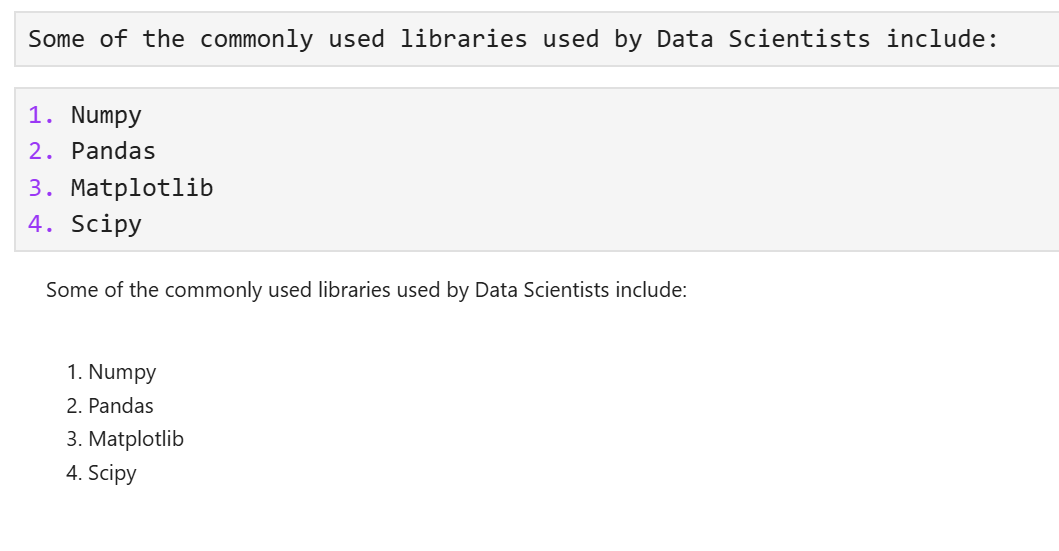 Some of the commonly used libraries used by Data Scientists include:
1. Numpy
2. Pandas
3. Matplotlib
4. Scipy
Some of the commonly used libraries used by Data Scientists include:
1. Numpy
2. Pandas
3. Matplotlib
4. Scipy